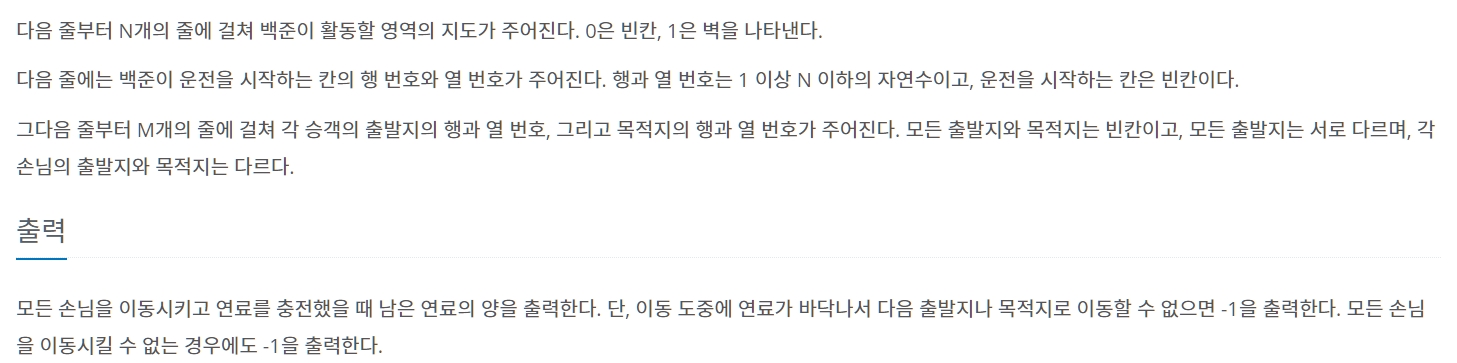 다음 줄부터 N개의 줄에 걸쳐 백준이 활동할 영역의 지도가 주어진다. 0은 빈칸, 1은 벽을 나타낸다.
다음 줄에는 백준이 운전을 시작하는 칸의 행 번호와 열 번호가 주어진다. 행과 열 번호는 1 이상 N 이하의 자연수이고, 운전을 시작하는 칸은 빈칸이다.
그다음 줄부터 M개의 줄에 걸쳐 각 승객의 출발지의 행과 열 번호, 그리고 목적지의 행과 열 번호가 주어진다. 모든 출발지와 목적지는 빈칸이고, 모든 출발지는 서로 다르며, 각
손님의 출발지와 목적지는 다르다.
출력
모든 손님을 이동시키고 연료를 충전했을 때 남은 연료의 양을 출력한다. 단, 이동 도중에 연료가 바닥나서 다음 출발지나 목적지로 이동할 수 없으면 -1을 출력한다. 모든 손님
을 이동시킬 수 없는 경우에도 -1을 출력한다.